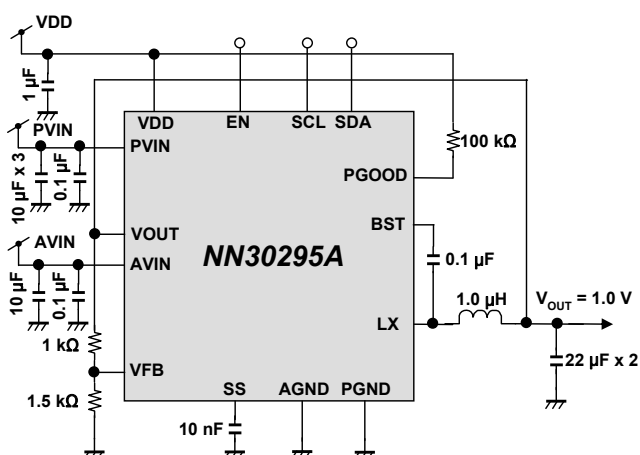 VDD
1 µF
VDD
EN
SCL
SDA
PVIN
PVIN
10 µF x 3
0.1 µF
100 kΩ
PGOOD
BST
VOUT
NN30295A
0.1 µF
AVIN
AVIN
10 µF
0.1 µF
1.0 µH
VOUT = 1.0 V
LX
1 kΩ
VFB
22 µF x 2
1.5 kΩ
SS
AGND
PGND
10 nF